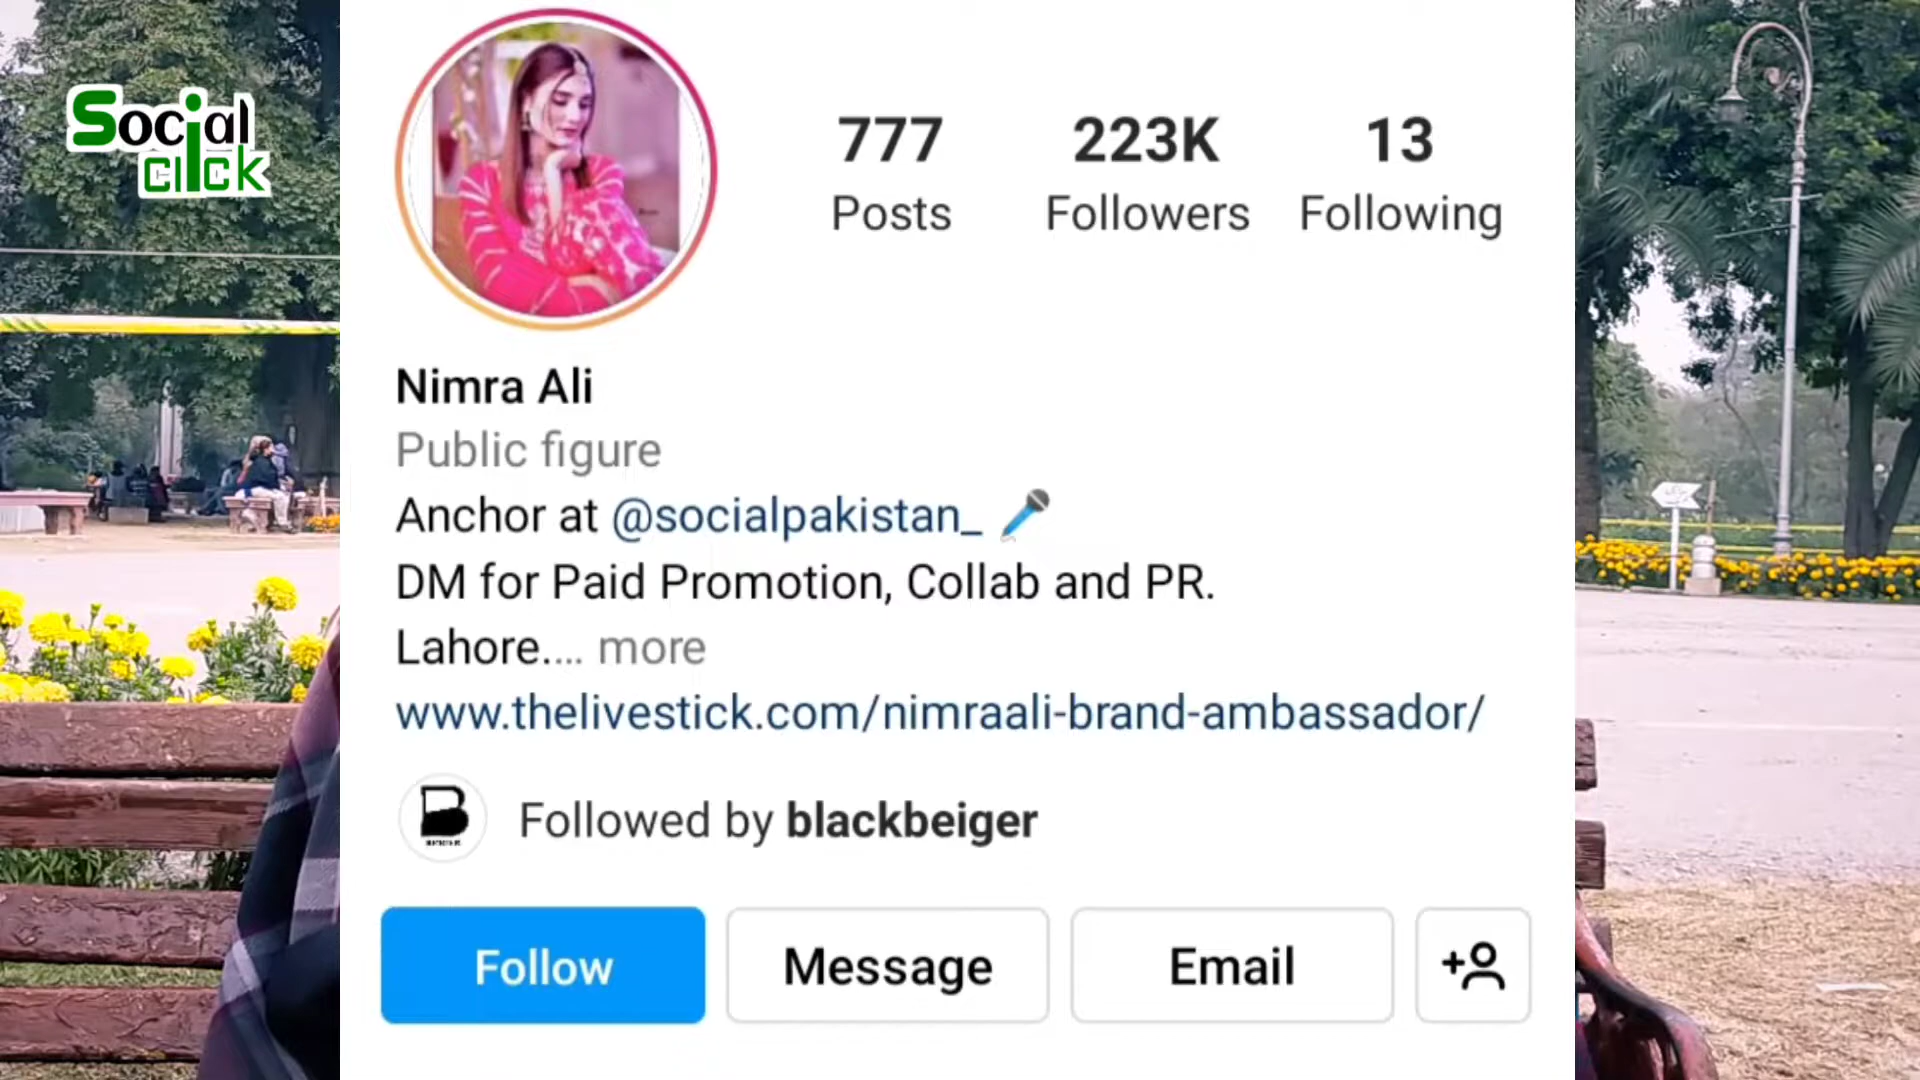 Social
click
777
Posts
223K
Followers
13
Following
Nimra Ali
Public figure
Anchor at @socialpakistan_
DM for Paid Promotion, Collab and PR.
Lahore.... more
www.thelivestick.com/nimraali-brand-ambassador/
Followed by blackbeiger
Follow
Message
Email